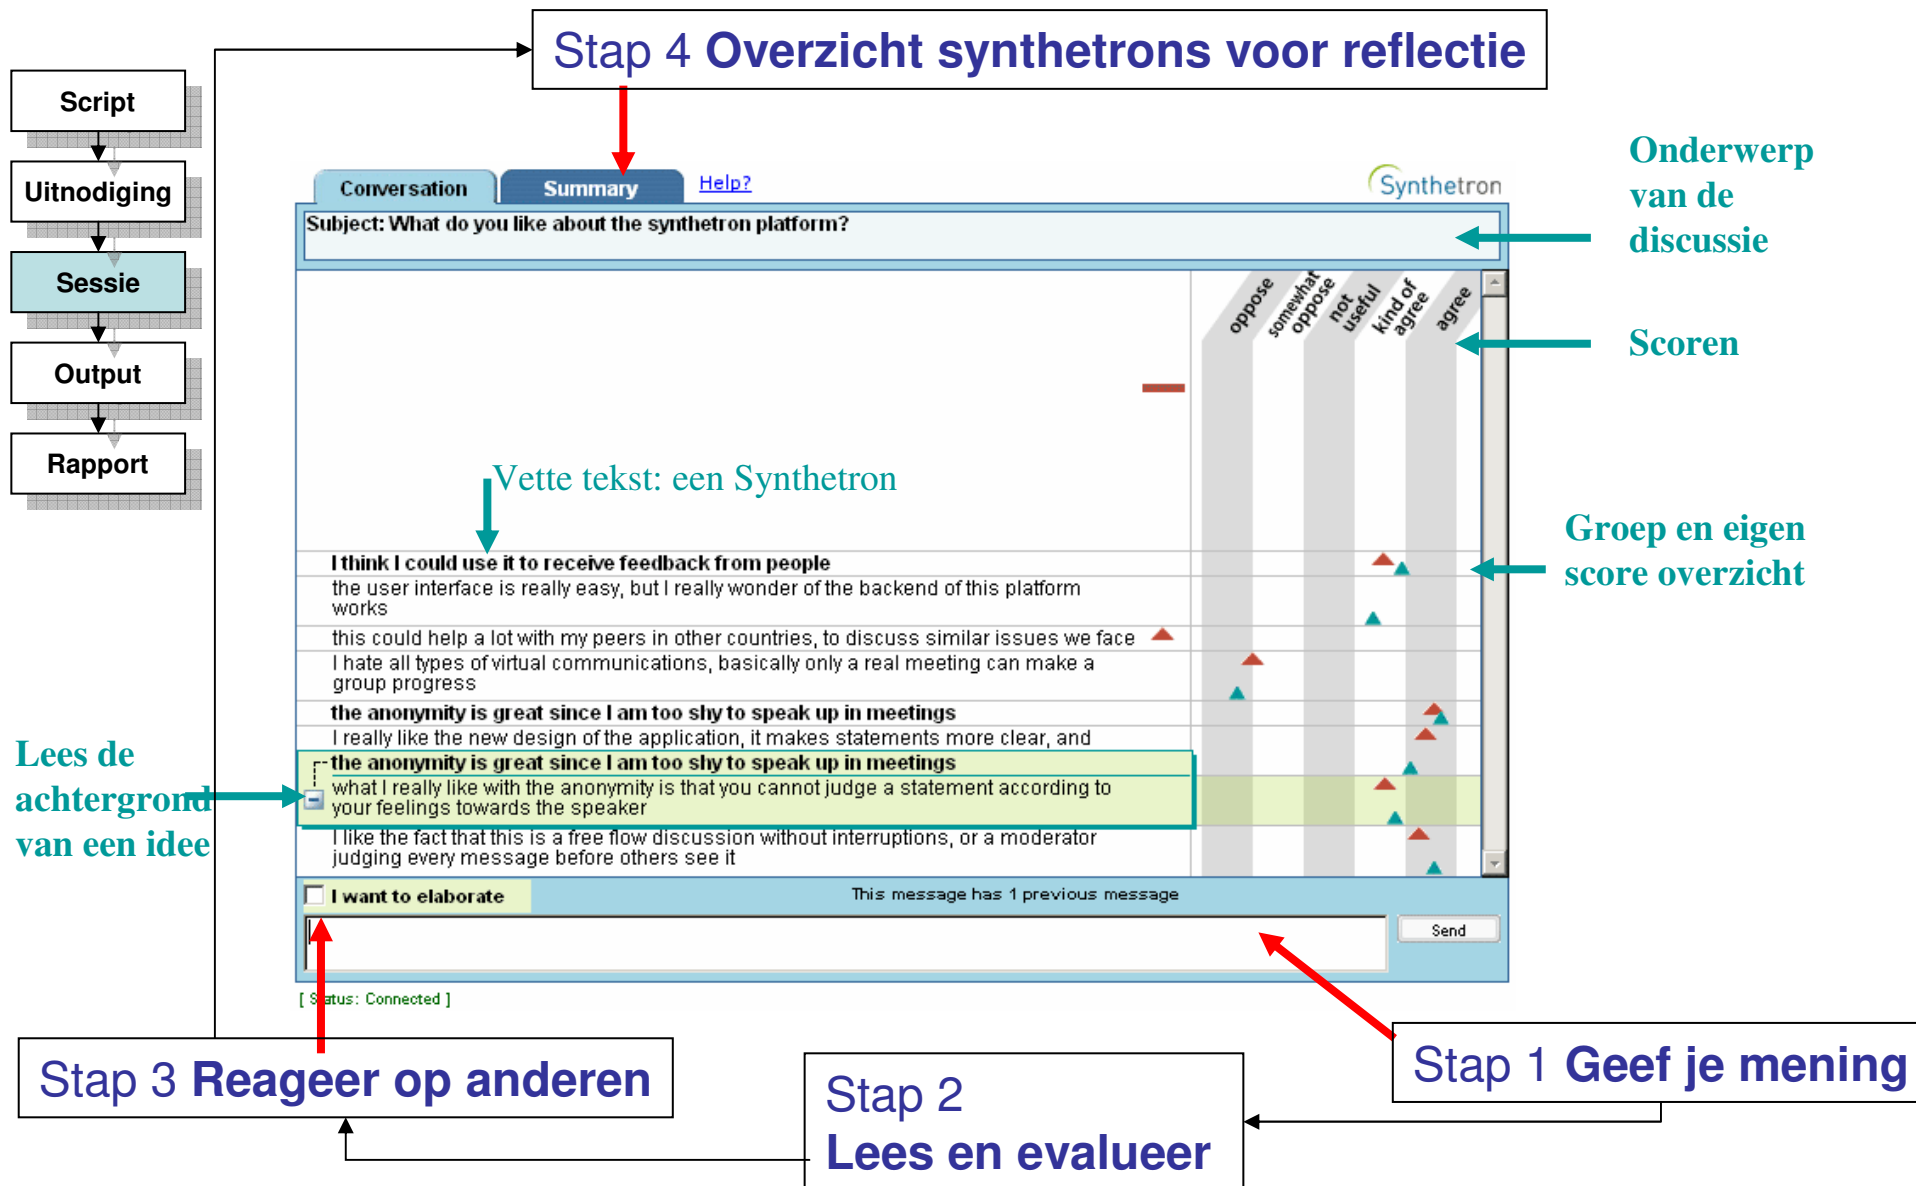 Stap 4 Overzicht synthetrons voor reflectie
Script
Uitnodiging
Sessie
Output
Rapport
Conversation
Summary
Help?
Synthetron
Subject: What do you like about the synthetron platform?
oppose
somewhat
oppose
not
useful
kind of
agree
agree
Onderwerp
van de
discussie
Scoren
Vette tekst: een Synthetron
Groep en eigen
score overzicht
I think I could use it to receive feedback from people
the user interface is really easy, but I really wonder of the backend of this platform
works
this could help a lot with my peers in other countries, to discuss similar issues we face
I hate all types of virtual communications, basically only a real meeting can make a
group progress
the anonymity is great since I am too shy to speak up in meetings
I really like the new design of the application, it makes statements more clear, and
the anonymity is great since I am too shy to speak up in meetings
what I really like with the anonymity is that you cannot judge a statement according to
your feelings towards the speaker
I like the fact that this is a free flow discussion without interruptions, or a moderator
judging every message before others see it
Lees de
achtergrond
van een idee
I want to elaborate
This message has 1 previous message
Send
[ Status: Connected ]
Stap 3 Reageer op anderen
Stap 2
Lees en evalueer
Stap 1 Geef je mening